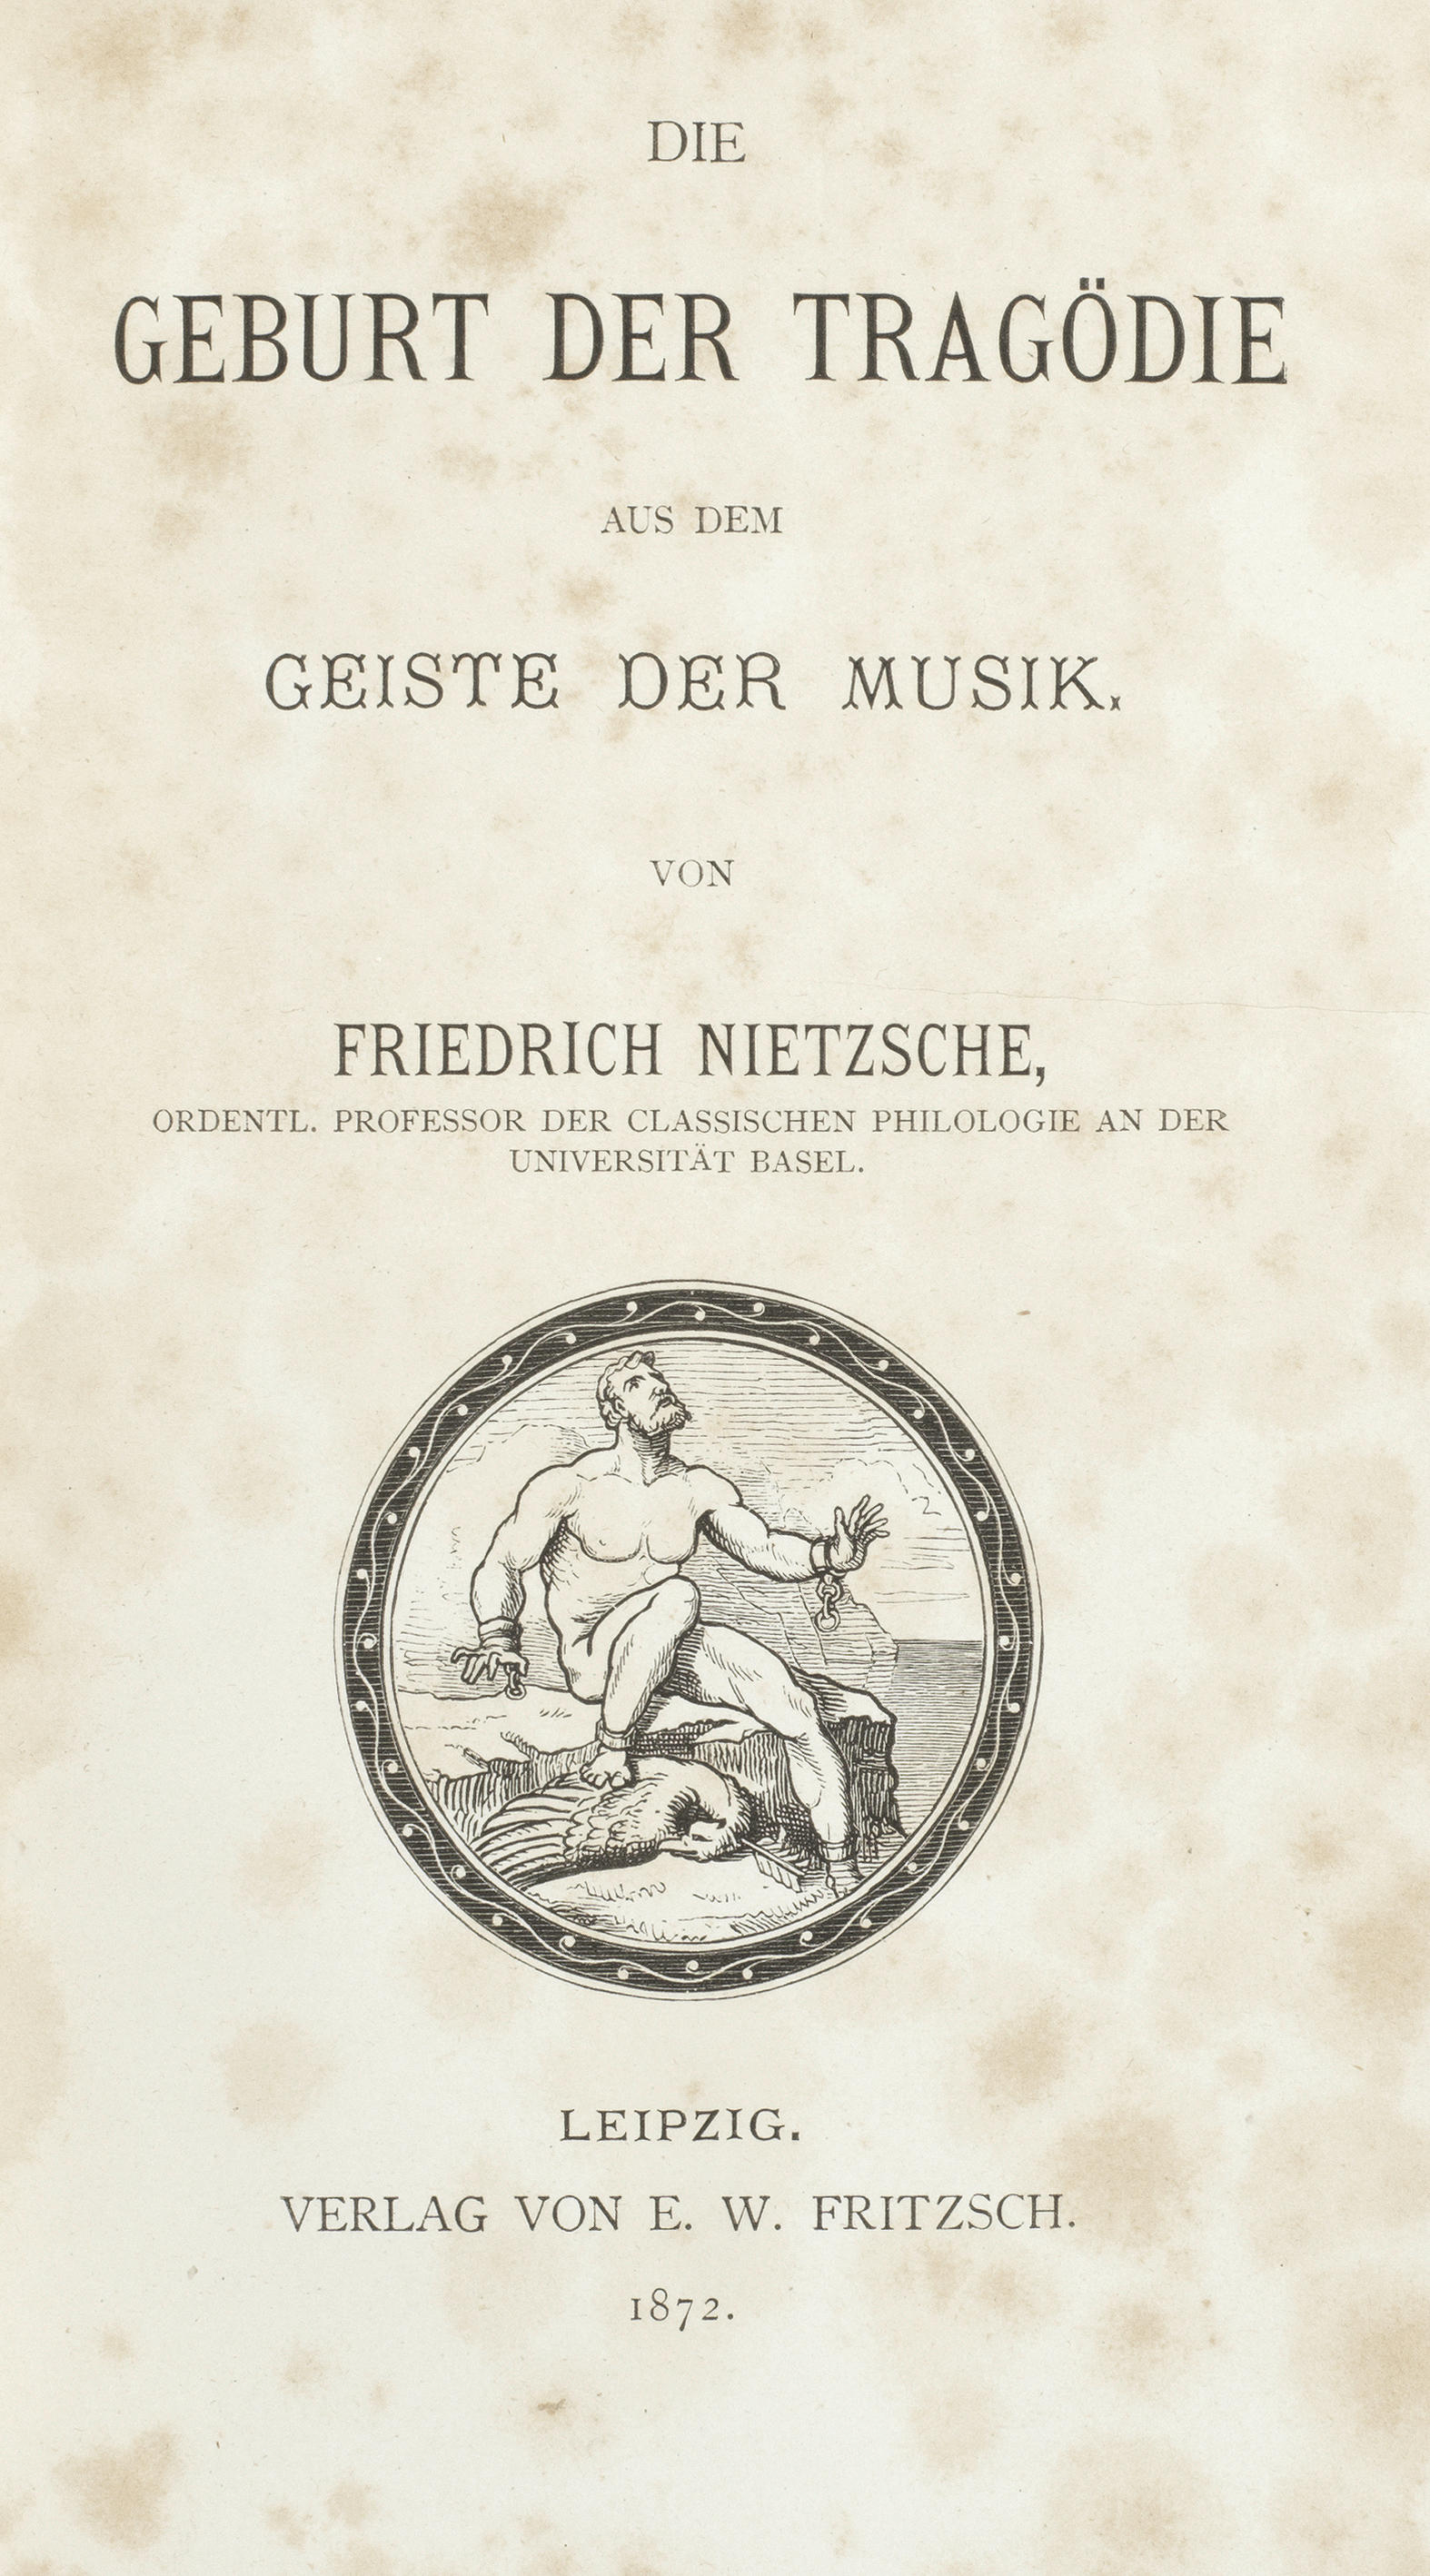 DIE
GEBURT DER TRAGÖDIE
AUS DEM
GEISTE DER MUSIK.
VON
FRIEDRICH NIETZSCHE,
ORDENTL. PROFESSOR DER CLASSISCHEN PHILOLOGIE AN DER
UNIVERSITÄT BASEL.
LEIPZIG.
VERLAG VON E. W. FRITZSCH.
1872.